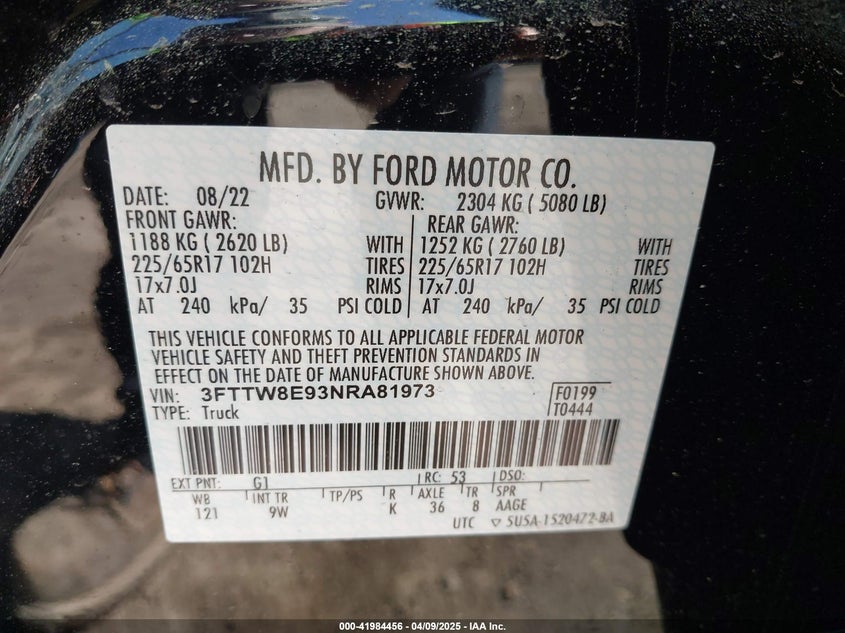 MFD. BY FORD MOTOR CO.
DATE: 08/22 GVWR: 2304 KG ( 5080 LB)
FRONT GAWR: REAR GAWR:
1188 KG ( 2620 LB) WITH 1252 KG ( 2760 LB) WITH
225/65R17 102H TIRES 225/65R17 102H TIRES
17x7.0J RIMS 17x7.0J RIMS
AT 240 kPa/ 35 PSI COLD AT 240 kPa/ 35 PSI COLD
THIS VEHICLE CONFORMS TO ALL APPLICABLE FEDERAL MOTOR
VEHICLE SAFETY AND THEFT PREVENTION STANDARDS IN
EFFECT ON THE DATE OF MANUFACTURE SHOWN ABOVE.
VIN: 3FTTW8E93NRA81973 F0199
TYPE: Truck T0444
EXT PNT: G1 RC: 53 DSO:
WB INT TR TP/PS R AXLE TR SPR
121 9W K 36 8 AAGE
UTC ▽ 5U5A-1520472-BA
000-41984456 - 04/09/2025 - IAA Inc.